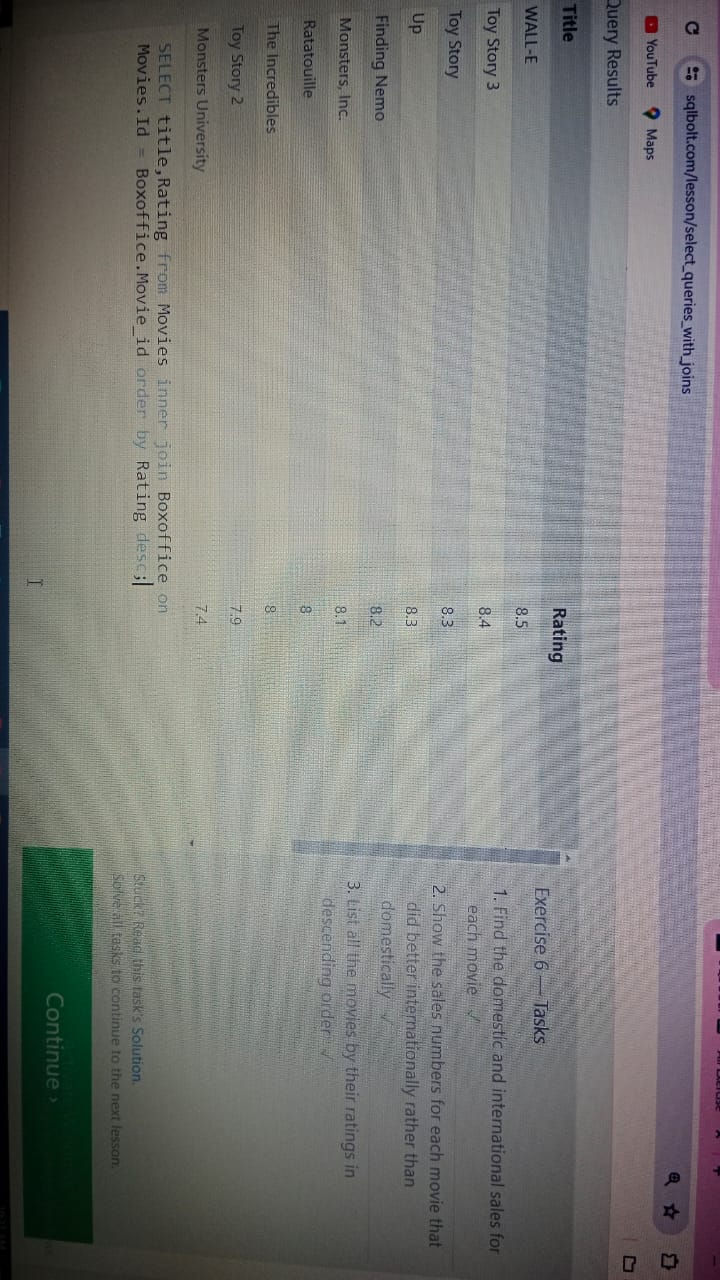 sqlbolt.com/lesson/select_queries_with_joins
YouTube Maps
Query Results
Title Rating
WALL-E 8.5
Toy Story 3 8.4
Toy Story 8.3
Up 8.3
Finding Nemo 8.2
Monsters, Inc. 8.1
Ratatouille 8
The Incredibles 8
Toy Story 2 7.9
Monsters University 7.4
SELECT title,Rating from Movies inner join Boxoffice on
Movies.Id = Boxoffice.Movie_id order by Rating desc;
Exercise 6 — Tasks
1. Find the domestic and international sales for
each movie ✓
2. Show the sales numbers for each movie that
did better internationally rather than
domestically ✓
3. List all the movies by their ratings in
descending order ✓
Stuck? Read this task's Solution.
Solve all tasks to continue to the next lesson.
Continue ›